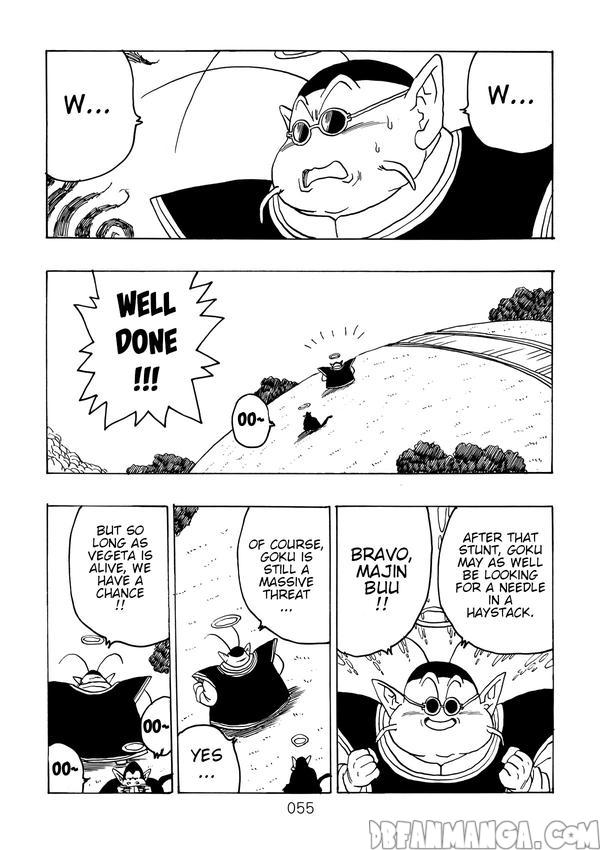 W...
W...
WELL
DONE
!!!
OO~
AFTER THAT
STUNT, GOKU
MAY AS WELL
BE LOOKING
FOR A NEEDLE
IN A
HAYSTACK.
BRAVO,
MAJIN
BUU
!!
OF COURSE,
GOKU IS
STILL A
MASSIVE
THREAT
...
YES
...
BUT SO
LONG AS
VEGETA IS
ALIVE, WE
HAVE A
CHANCE
!!
OO~
OO~
055
DBFANMANGA.COM